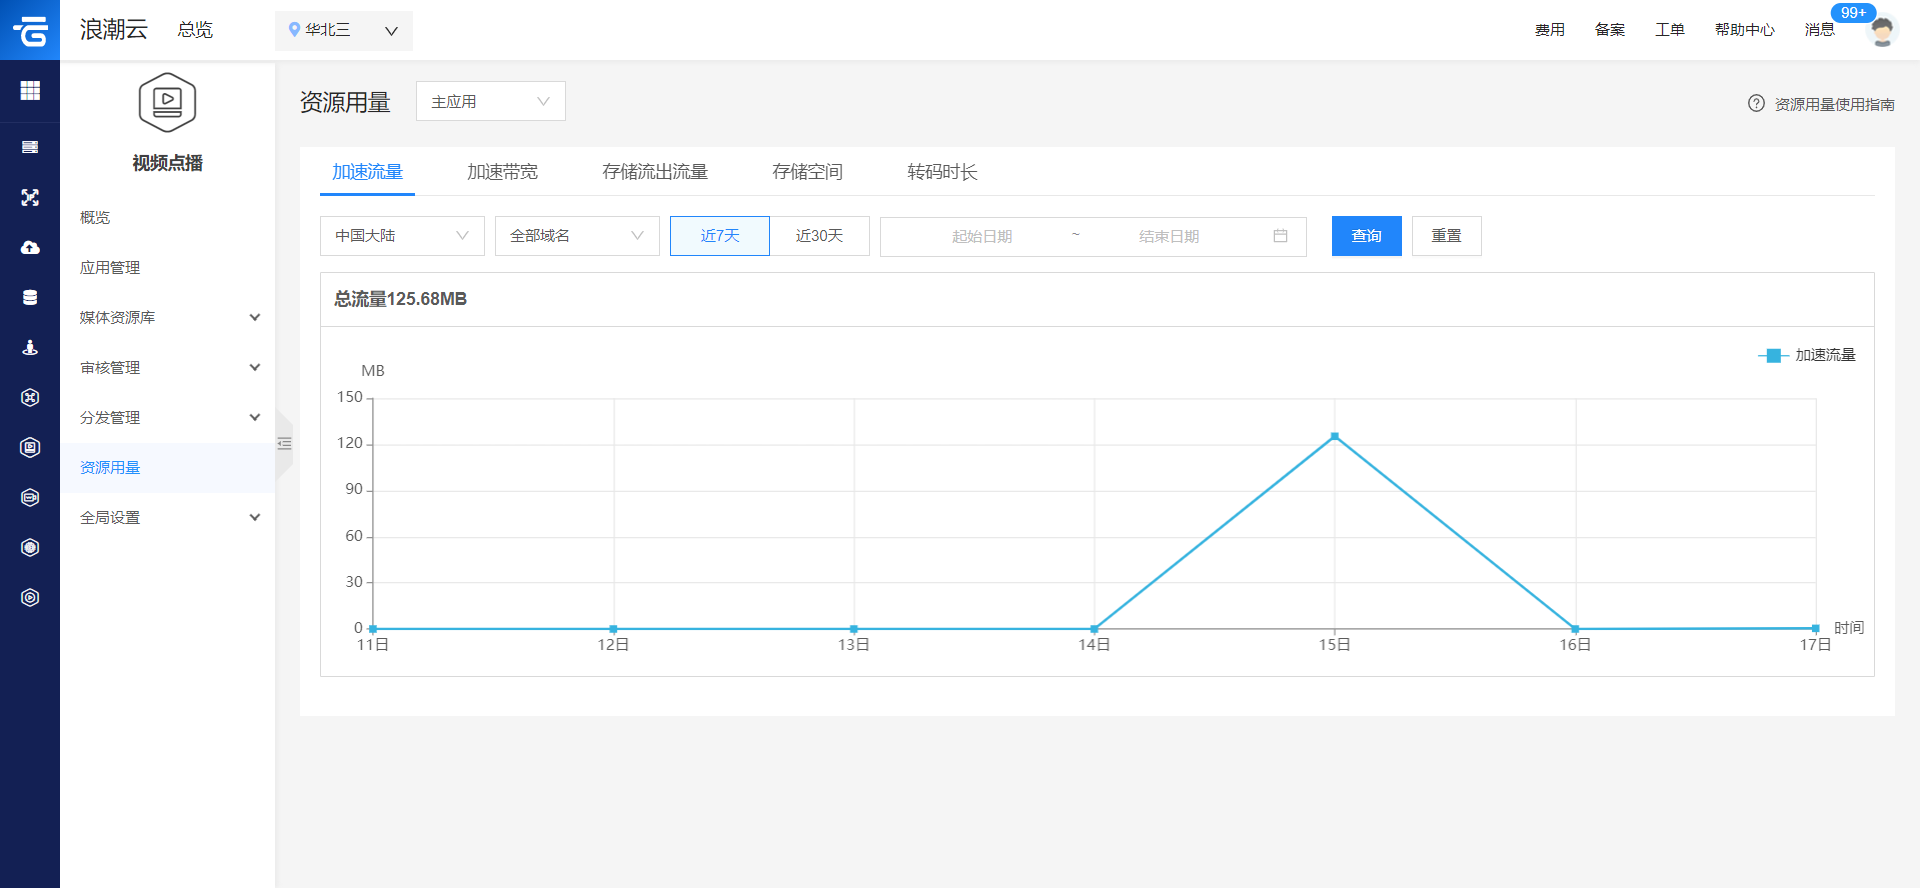 浪潮云
总览
华北三
费用
备案
工单
帮助中心
消息
99+
视频点播
概览
应用管理
媒体资源库
审核管理
分发管理
资源用量
全局设置
资源用量
主应用
资源用量使用指南
加速流量
加速带宽
存储流出流量
存储空间
转码时长
中国大陆
全部域名
近7天
近30天
起始日期
~
结束日期
查询
重置
总流量125.68MB
加速流量
MB
150
120
90
60
30
0
11日
12日
13日
14日
15日
16日
17日
时间